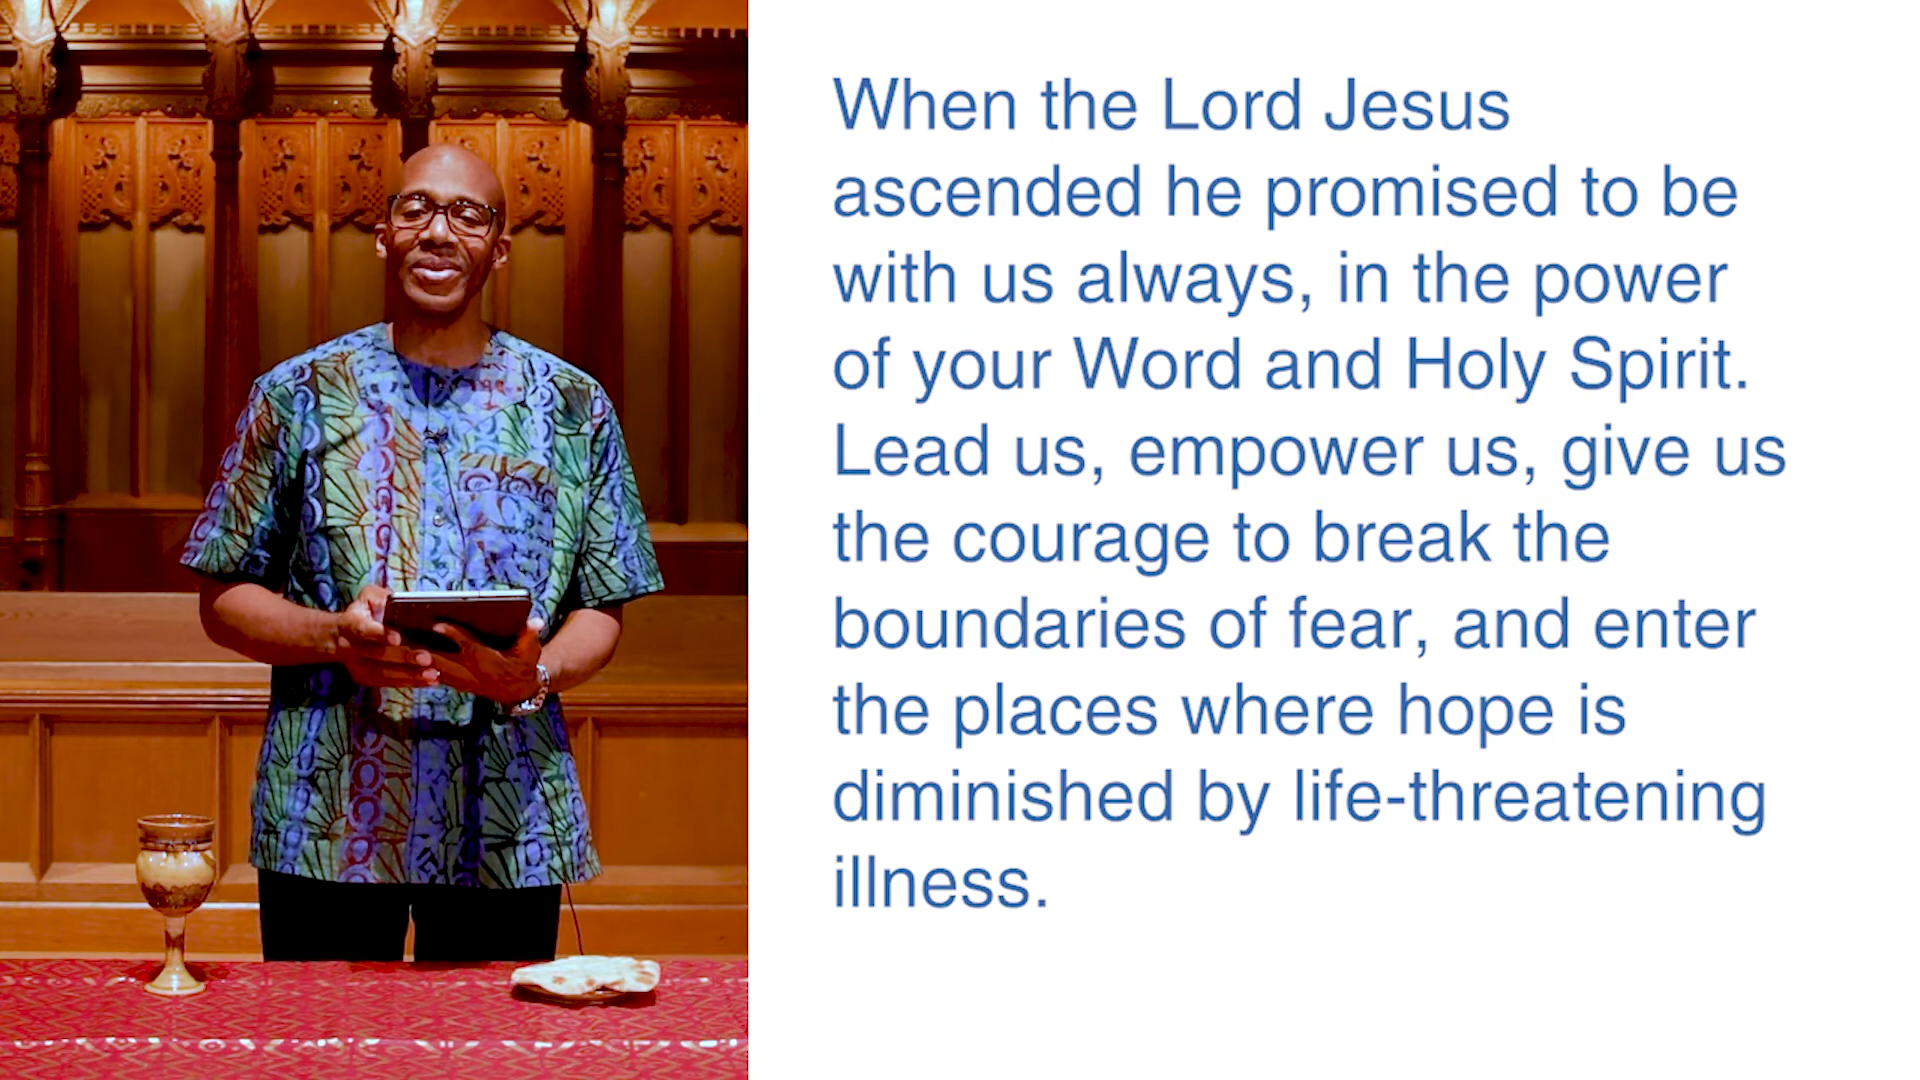 When the Lord Jesus
ascended he promised to be
with us always, in the power
of your Word and Holy Spirit.
Lead us, empower us, give us
the courage to break the
boundaries of fear, and enter
the places where hope is
diminished by life-threatening
illness.